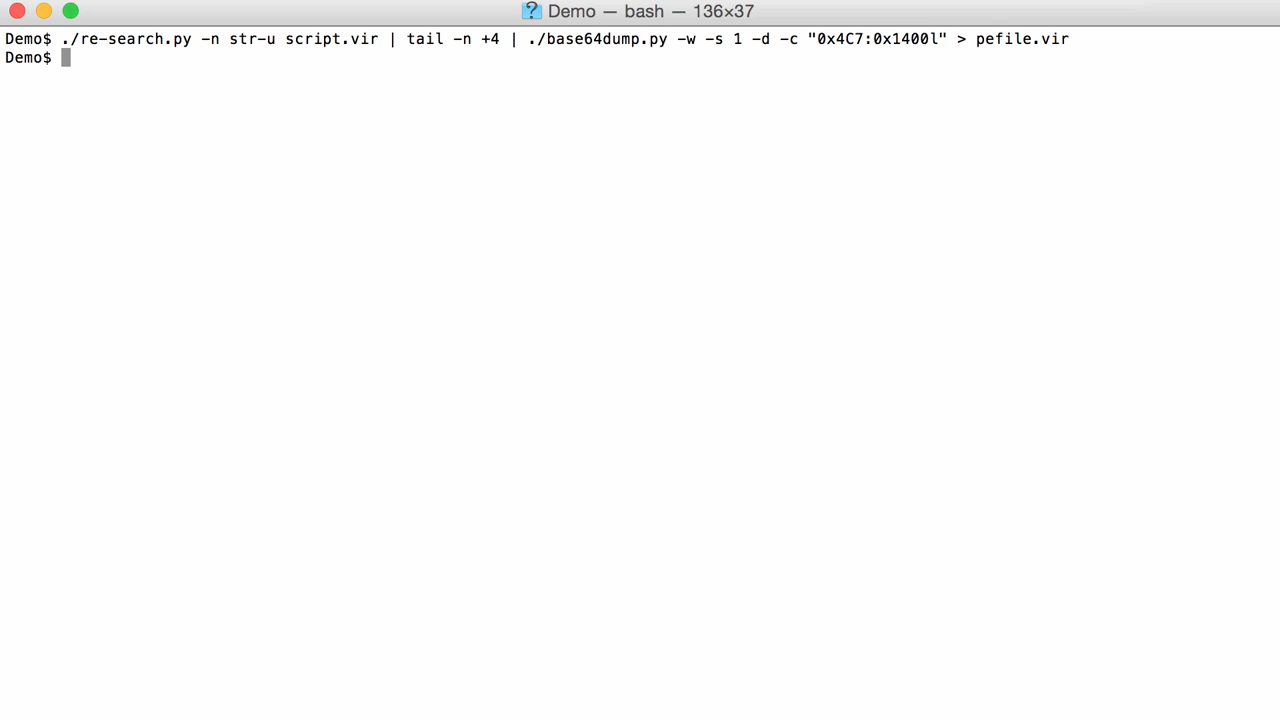 Demo — bash — 136×37
Demo$ ./re-search.py -n str-u script.vir | tail -n +4 | ./base64dump.py -w -s 1 -d -c "0x4C7:0x1400l" > pefile.vir
Demo$